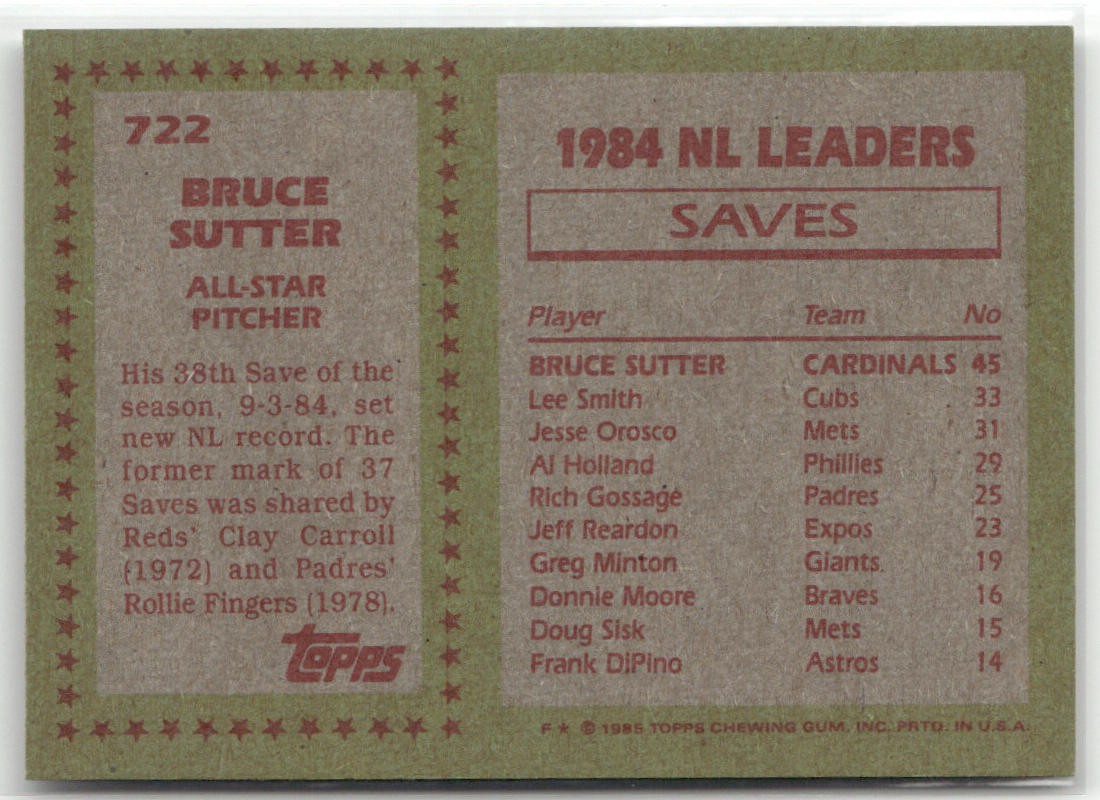 722
BRUCE
SUTTER
ALL-STAR
PITCHER
His 38th Save of the
season, 9-3-84, set
new NL record. The
former mark of 37
Saves was shared by
Reds' Clay Carroll
(1972) and Padres'
Rollie Fingers (1978).
Topps
1984 NL LEADERS
SAVES
Player Team No
BRUCE SUTTER CARDINALS 45
Lee Smith Cubs 33
Jesse Orosco Mets 31
Al Holland Phillies 29
Rich Gossage Padres 25
Jeff Reardon Expos 23
Greg Minton Giants 19
Donnie Moore Braves 16
Doug Sisk Mets 15
Frank DiPino Astros 14
F ★ © 1985 TOPPS CHEWING GUM, INC. PRTD. IN U.S.A.